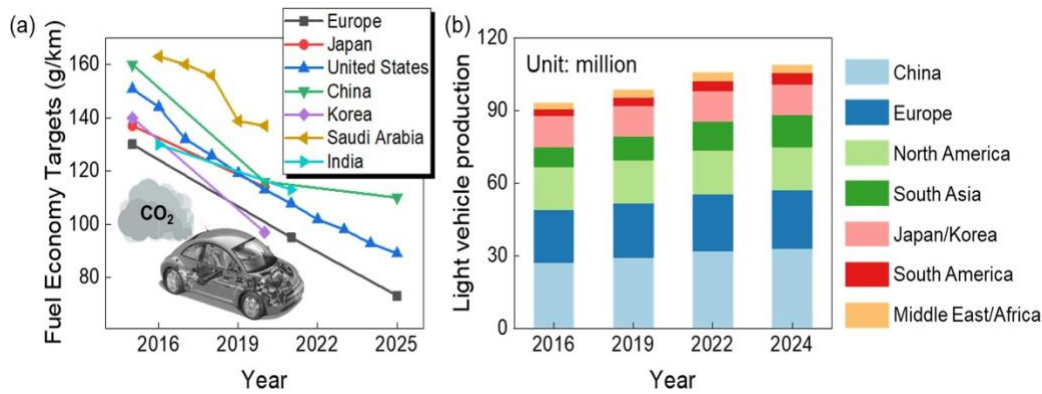 (a)
Fuel Economy Targets (g/km)
160
140
120
100
80
2016
2019
2022
2025
Year
Europe
Japan
United States
China
Korea
Saudi Arabia
India
CO₂
(b)
Light vehicle production
120
90
60
30
0
Unit: million
2016
2019
2022
2024
Year
China
Europe
North America
South Asia
Japan/Korea
South America
Middle East/Africa